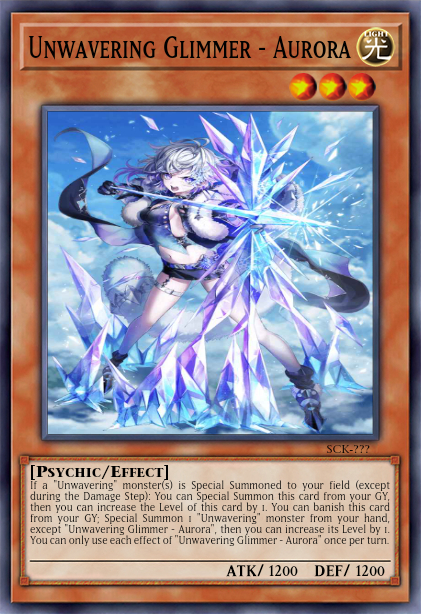 Unwavering Glimmer - Aurora
LIGHT
光
SCK-???
[Psychic/Effect]
If a "Unwavering" monster(s) is Special Summoned to your field (except
during the Damage Step): You can Special Summon this card from your GY,
then you can increase the Level of this card by 1. You can banish this card
from your GY; Special Summon 1 "Unwavering" monster from your hand,
except "Unwavering Glimmer - Aurora", then you can increase its Level by 1.
You can only use each effect of "Unwavering Glimmer - Aurora" once per turn.
ATK/ 1200 DEF/ 1200